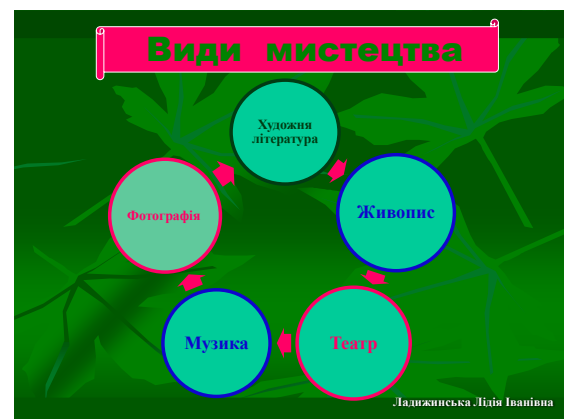 Види мистецтва
Художня
література
Живопис
Театр
Музика
Фотографія
Ладижинська Лідія Іванівна